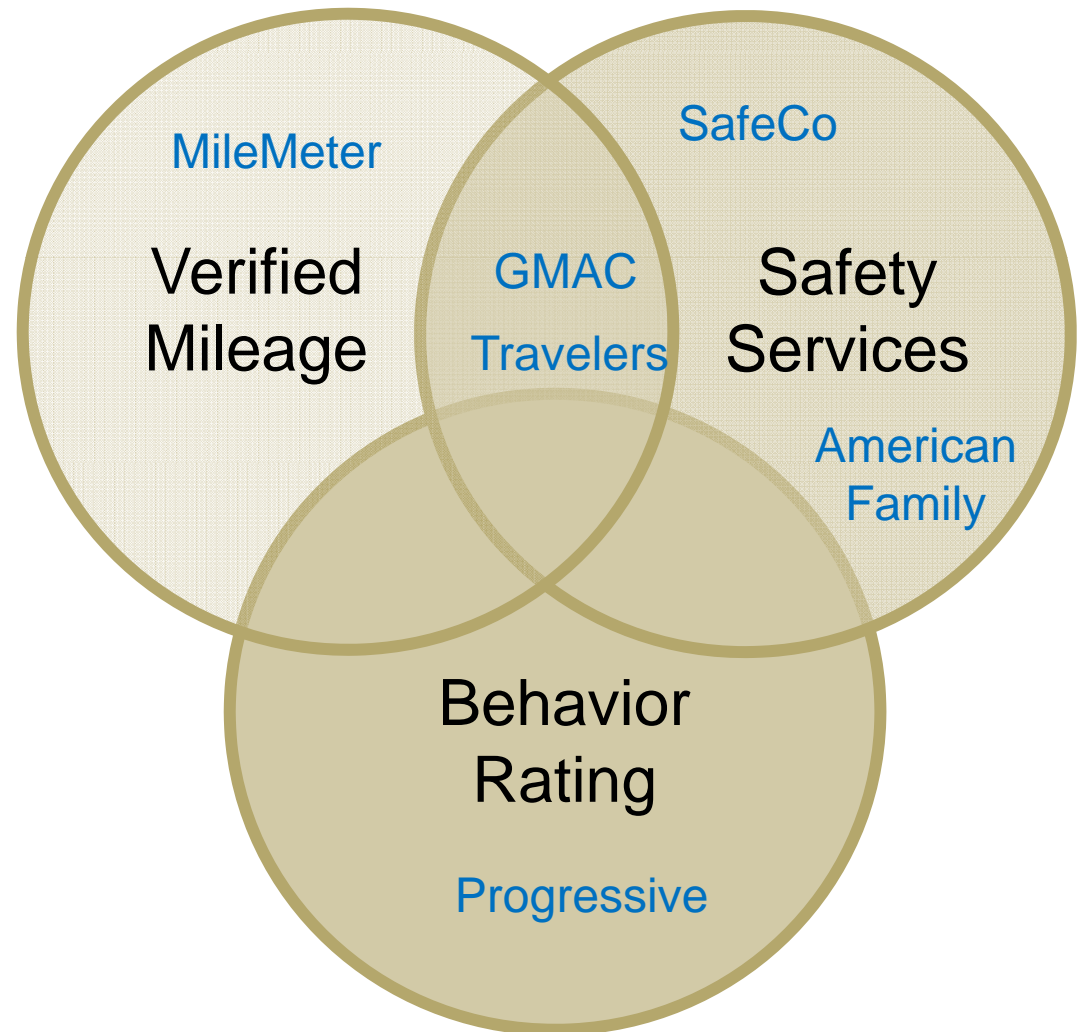 MileMeter
SafeCo
Verified
Mileage
GMAC
Travelers
Safety
Services
American
Family
Behavior
Rating
Progressive